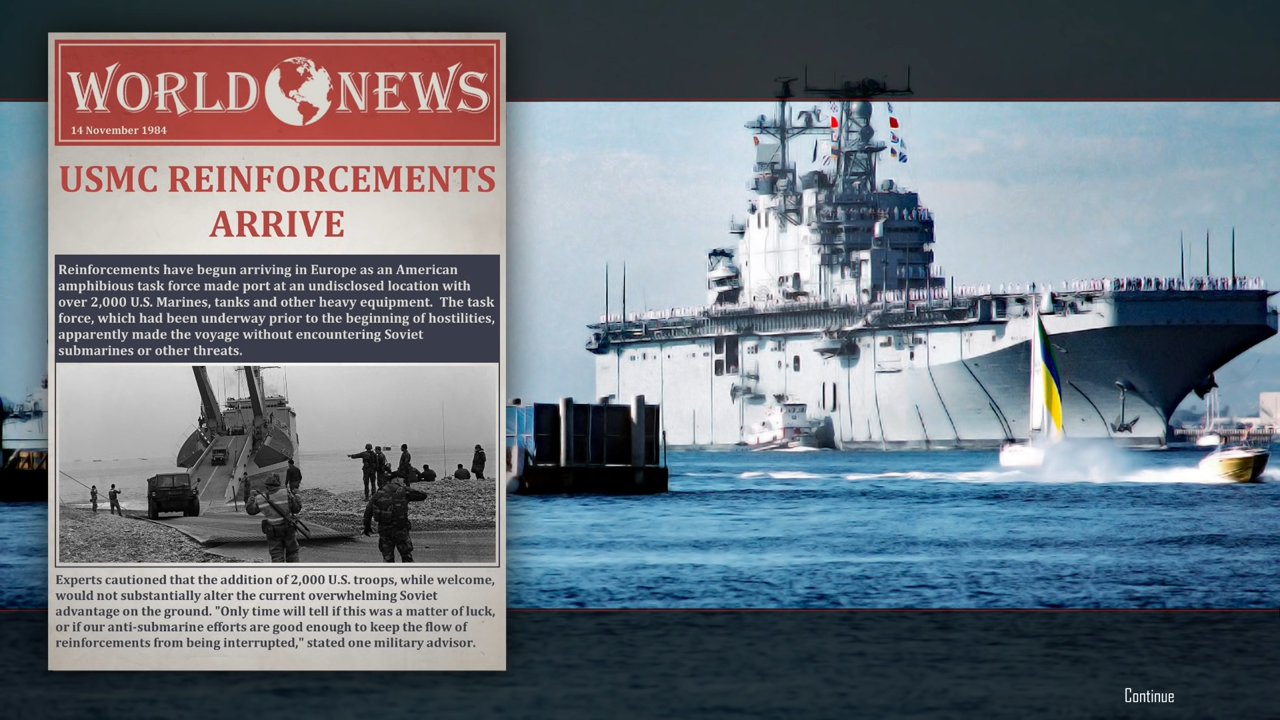 WORLD NEWS
14 November 1984
USMC REINFORCEMENTS
ARRIVE
Reinforcements have begun arriving in Europe as an American
amphibious task force made port at an undisclosed location with
over 2,000 U.S. Marines, tanks and other heavy equipment.  The task
force, which had been underway prior to the beginning of hostilities,
apparently made the voyage without encountering Soviet
submarines or other threats.
Experts cautioned that the addition of 2,000 U.S. troops, while welcome,
would not substantially alter the current overwhelming Soviet
advantage on the ground. "Only time will tell if this was a matter of luck,
or if our anti-submarine efforts are good enough to keep the flow of
reinforcements from being interrupted," stated one military advisor.
Continue